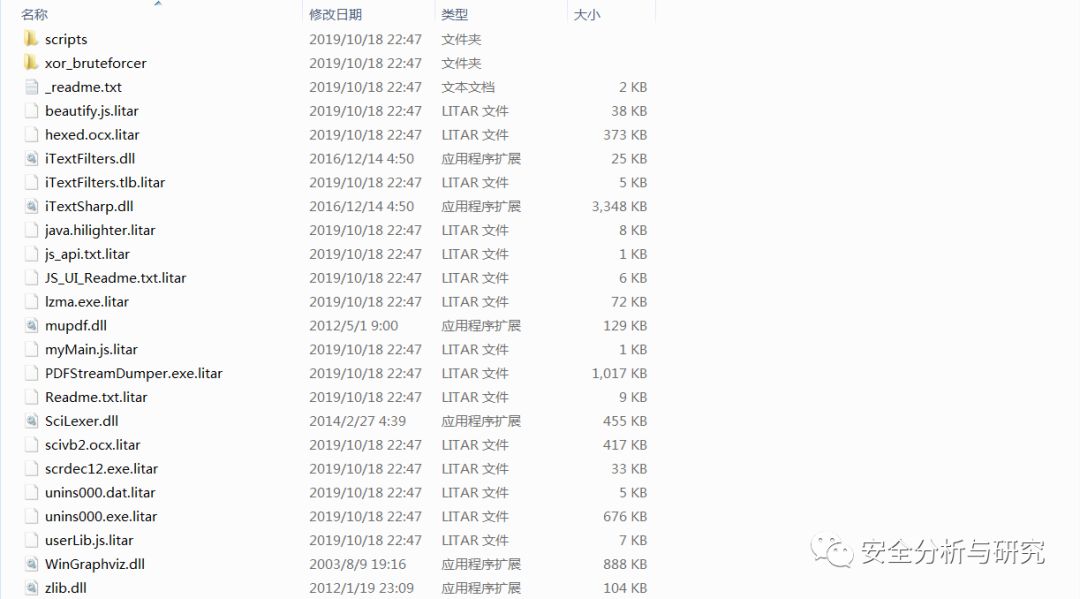 名称 修改日期 类型 大小
scripts 2019/10/18 22:47 文件夹
xor_bruteforcer 2019/10/18 22:47 文件夹
_readme.txt 2019/10/18 22:47 文本文档 2 KB
beautify.js.litar 2019/10/18 22:47 LITAR 文件 38 KB
hexed.ocx.litar 2019/10/18 22:47 LITAR 文件 373 KB
iTextFilters.dll 2016/12/14 4:50 应用程序扩展 25 KB
iTextFilters.tlb.litar 2019/10/18 22:47 LITAR 文件 5 KB
iTextSharp.dll 2016/12/14 4:50 应用程序扩展 3,348 KB
java.hilighter.litar 2019/10/18 22:47 LITAR 文件 8 KB
js_api.txt.litar 2019/10/18 22:47 LITAR 文件 1 KB
JS_UI_Readme.txt.litar 2019/10/18 22:47 LITAR 文件 6 KB
lzma.exe.litar 2019/10/18 22:47 LITAR 文件 72 KB
mupdf.dll 2012/5/1 9:00 应用程序扩展 129 KB
myMain.js.litar 2019/10/18 22:47 LITAR 文件 1 KB
PDFStreamDumper.exe.litar 2019/10/18 22:47 LITAR 文件 1,017 KB
Readme.txt.litar 2019/10/18 22:47 LITAR 文件 9 KB
SciLexer.dll 2014/2/27 4:39 应用程序扩展 455 KB
scivb2.ocx.litar 2019/10/18 22:47 LITAR 文件 417 KB
scrdec12.exe.litar 2019/10/18 22:47 LITAR 文件 33 KB
unins000.dat.litar 2019/10/18 22:47 LITAR 文件 5 KB
unins000.exe.litar 2019/10/18 22:47 LITAR 文件 676 KB
userLib.js.litar 2019/10/18 22:47 LITAR 文件 7 KB
安全分析与研究
WinGraphviz.dll 2003/8/9 19:16 应用程序扩展 888 KB
zlib.dll 2012/1/19 23:09 应用程序扩展 104 KB